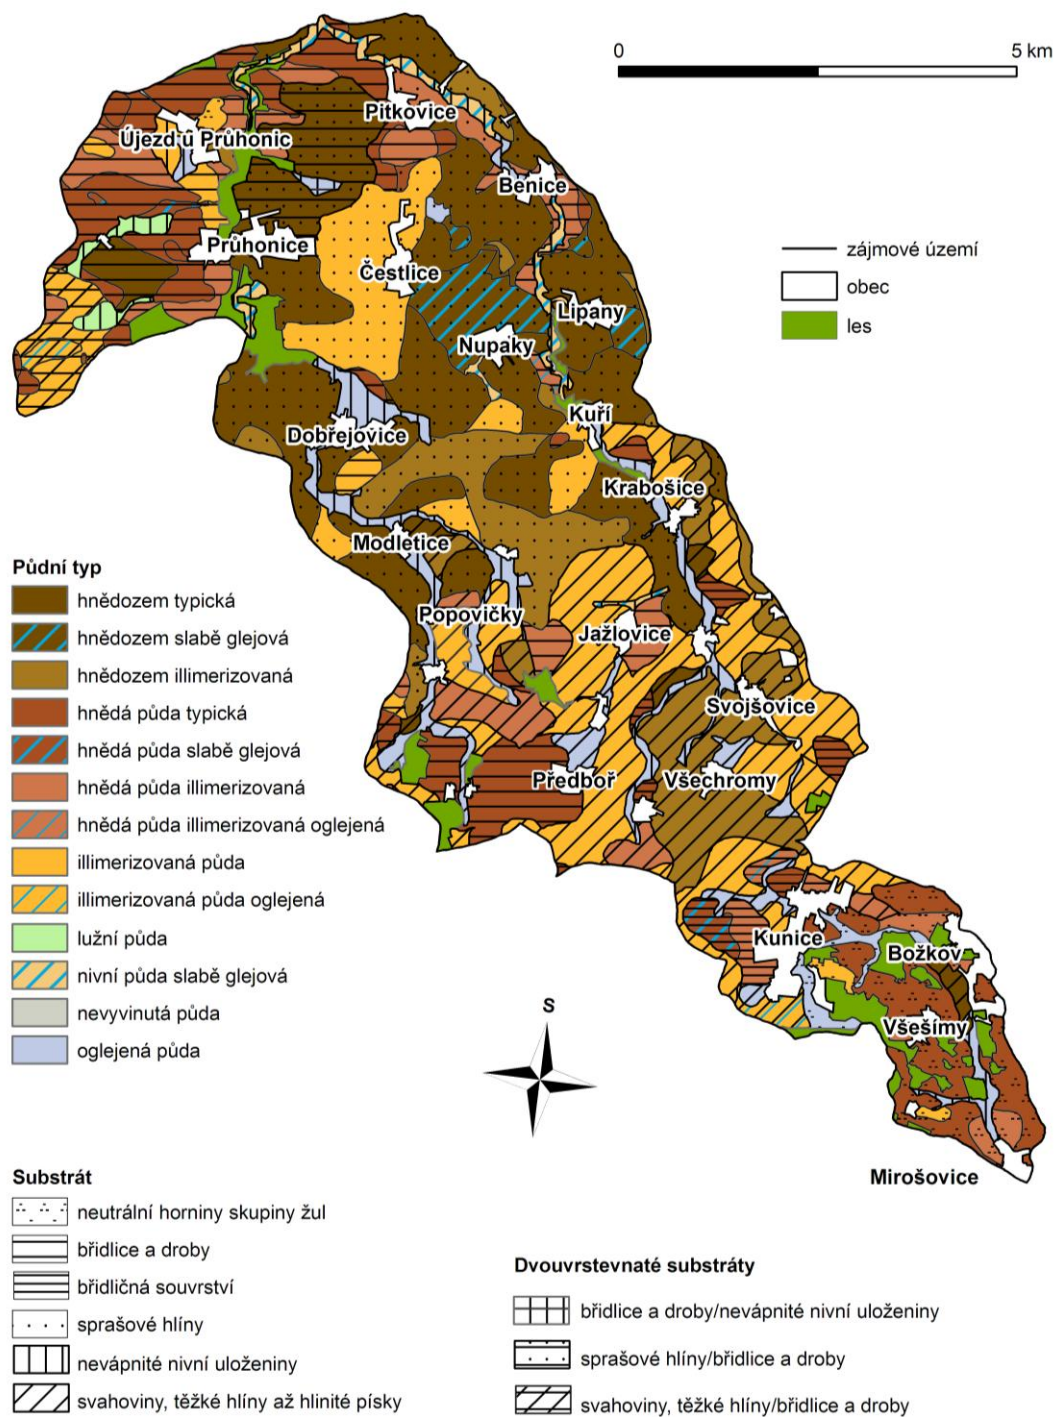 0 5 km
Pitkovice
Újezd u Průhonic
Benice
Průhonice
Čestlice
Lipany
Nupaky
Kuří
Dobřejovice
Krabošice
Modletice
Popovičky
Jažlovice
Svojšovice
Předboř
Všechromy
Kunice
Božkov
Všešímy
Mirošovice
S
zájmové území
obec
les
Půdní typ
hnědozem typická
hnědozem slabě glejová
hnědozem illimerizovaná
hnědá půda typická
hnědá půda slabě glejová
hnědá půda illimerizovaná
hnědá půda illimerizovaná oglejená
illimerizovaná půda
illimerizovaná půda oglejená
lužní půda
nivní půda slabě glejová
nevyvinutá půda
oglejená půda
Substrát
neutrální horniny skupiny žul
břidlice a droby
břidličná souvrství
sprašové hlíny
nevápnité nivní uloženiny
svahoviny, těžké hlíny až hlinité písky
Dvouvrstevnaté substráty
břidlice a droby/nevápnité nivní uloženiny
sprašové hlíny/břidlice a droby
svahoviny, těžké hlíny/břidlice a droby